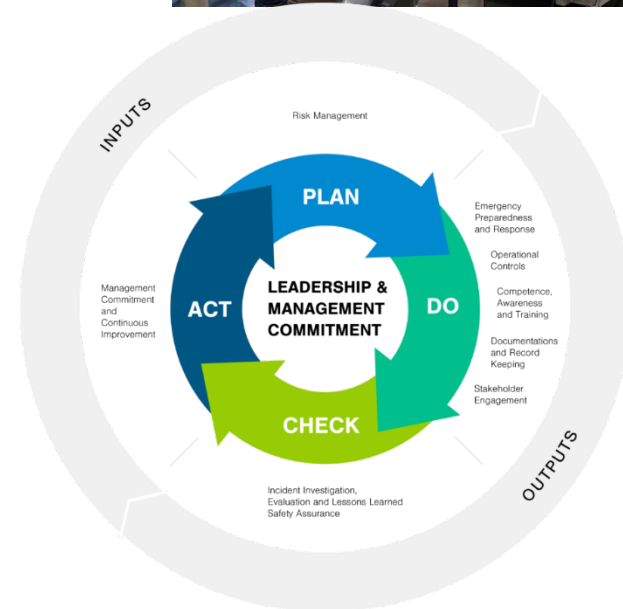 INPUTS
Risk Management
PLAN
Emergency
Preparedness
and Response
Operational
Controls
Competence,
Awareness
and Training
Documentations
and Record
Keeping
Stakeholder
Engagement
DO
LEADERSHIP &
MANAGEMENT
COMMITMENT
ACT
Management
Commitment
and
Continuous
Improvement
CHECK
Incident Investigation,
Evaluation and Lessons Learned
Safety Assurance
OUTPUTS